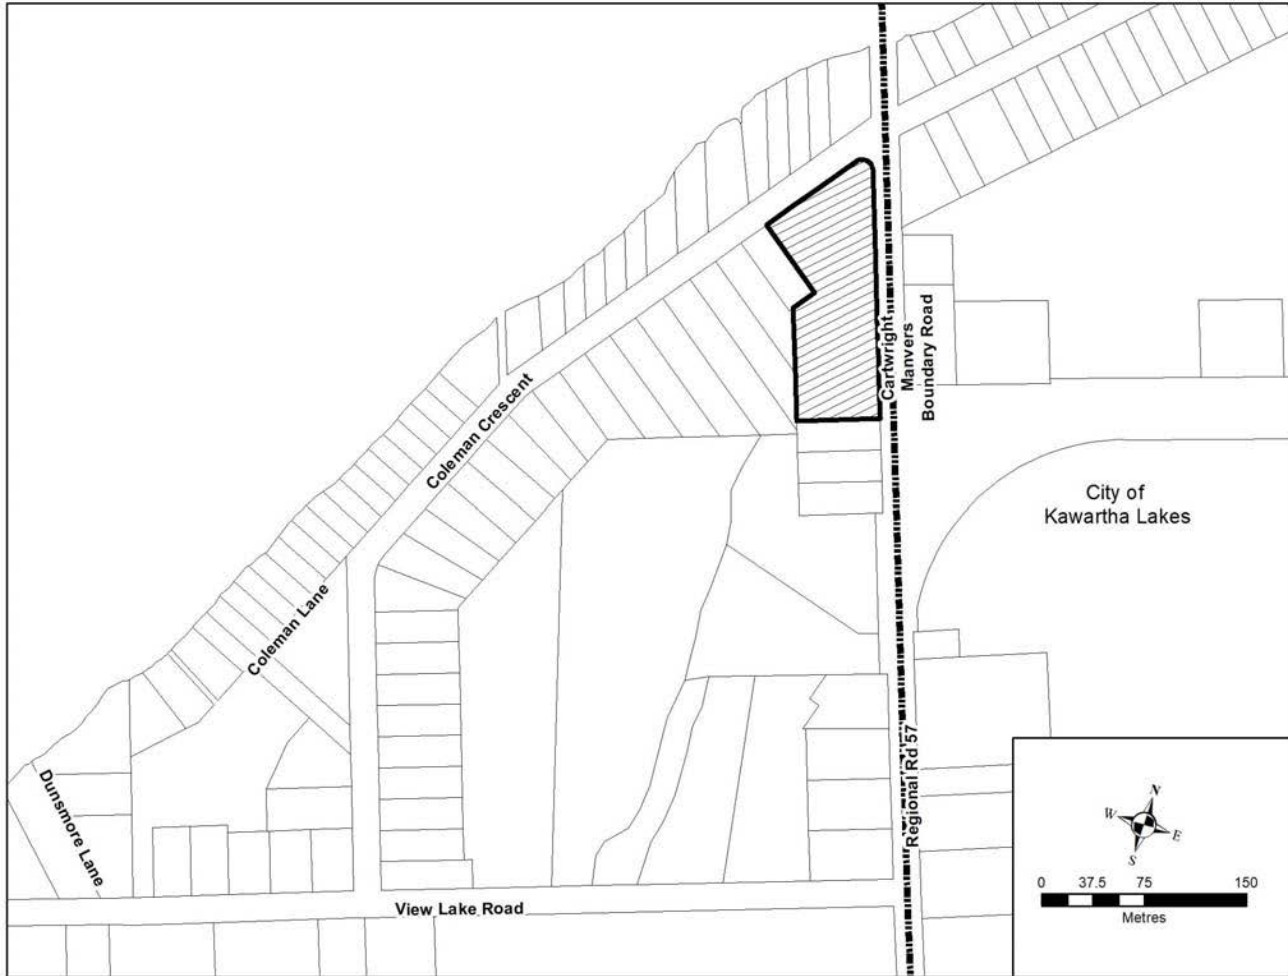 Cartwright
Manvers
Boundary Road
Coleman Crescent
City of
Kawartha Lakes
Coleman Lane
Dunsmore Lane
Regional Rd 57
View Lake Road
N
W
E
S
0 37.5 75 150
Metres